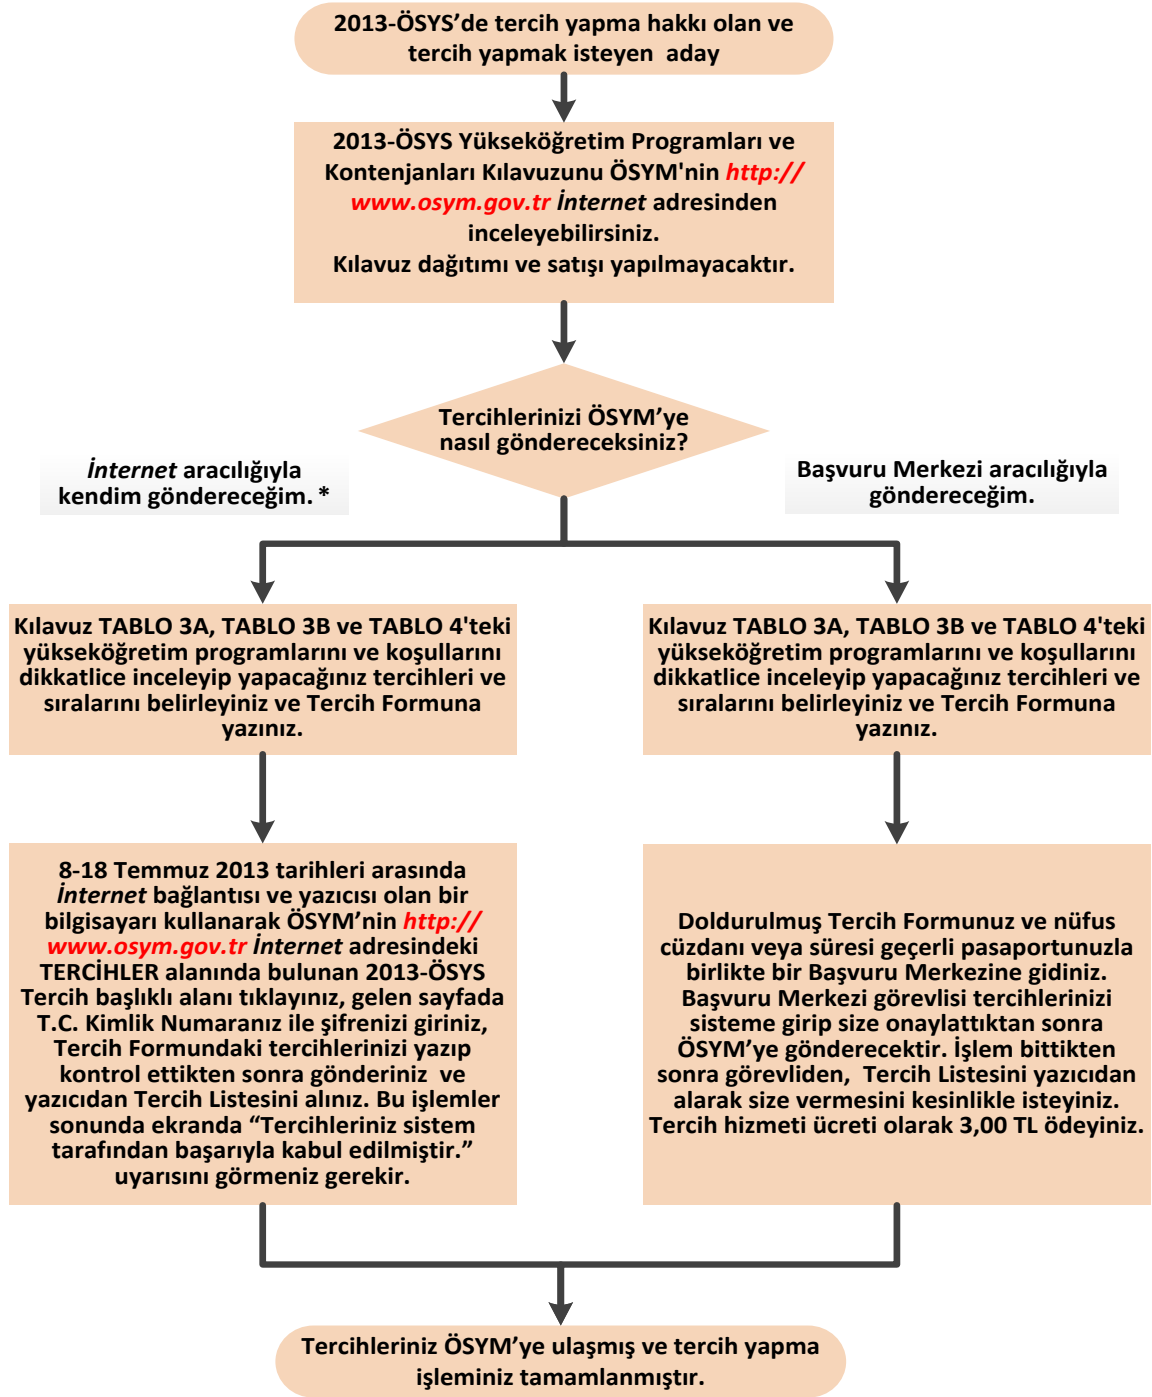 2013-ÖSYS’de tercih yapma hakkı olan ve
tercih yapmak isteyen aday
2013-ÖSYS Yükseköğretim Programları ve
Kontenjanları Kılavuzunu ÖSYM'nin http://
www.osym.gov.tr İnternet adresinden
inceleyebilirsiniz.
Kılavuz dağıtımı ve satışı yapılmayacaktır.
Tercihlerinizi ÖSYM’ye
nasıl göndereceksiniz?
İnternet aracılığıyla
kendim göndereceğim. *
Başvuru Merkezi aracılığıyla
göndereceğim.
Kılavuz TABLO 3A, TABLO 3B ve TABLO 4'teki
yükseköğretim programlarını ve koşullarını
dikkatlice inceleyip yapacağınız tercihleri ve
sıralarını belirleyiniz ve Tercih Formuna
yazınız.
Kılavuz TABLO 3A, TABLO 3B ve TABLO 4'teki
yükseköğretim programlarını ve koşullarını
dikkatlice inceleyip yapacağınız tercihleri ve
sıralarını belirleyiniz ve Tercih Formuna
yazınız.
8-18 Temmuz 2013 tarihleri arasında
İnternet bağlantısı ve yazıcısı olan bir
bilgisayarı kullanarak ÖSYM’nin http://
www.osym.gov.tr İnternet adresindeki
TERCİHLER alanında bulunan 2013-ÖSYS
Tercih başlıklı alanı tıklayınız, gelen sayfada
T.C. Kimlik Numaranız ile şifrenizi giriniz,
Tercih Formundaki tercihlerinizi yazıp
kontrol ettikten sonra gönderiniz ve
yazıcıdan Tercih Listesini alınız. Bu işlemler
sonunda ekranda “Tercihleriniz sistem
tarafından başarıyla kabul edilmiştir.”
uyarısını görmeniz gerekir.
Doldurulmuş Tercih Formunuz ve nüfus
cüzdanı veya süresi geçerli pasaportunuzla
birlikte bir Başvuru Merkezine gidiniz.
Başvuru Merkezi görevlisi tercihlerinizi
sisteme girip size onaylattıktan sonra
ÖSYM’ye gönderecektir. İşlem bittikten
sonra görevliden, Tercih Listesini yazıcıdan
alarak size vermesini kesinlikle isteyiniz.
Tercih hizmeti ücreti olarak 3,00 TL ödeyiniz.
Tercihleriniz ÖSYM’ye ulaşmış ve tercih yapma
işleminiz tamamlanmıştır.